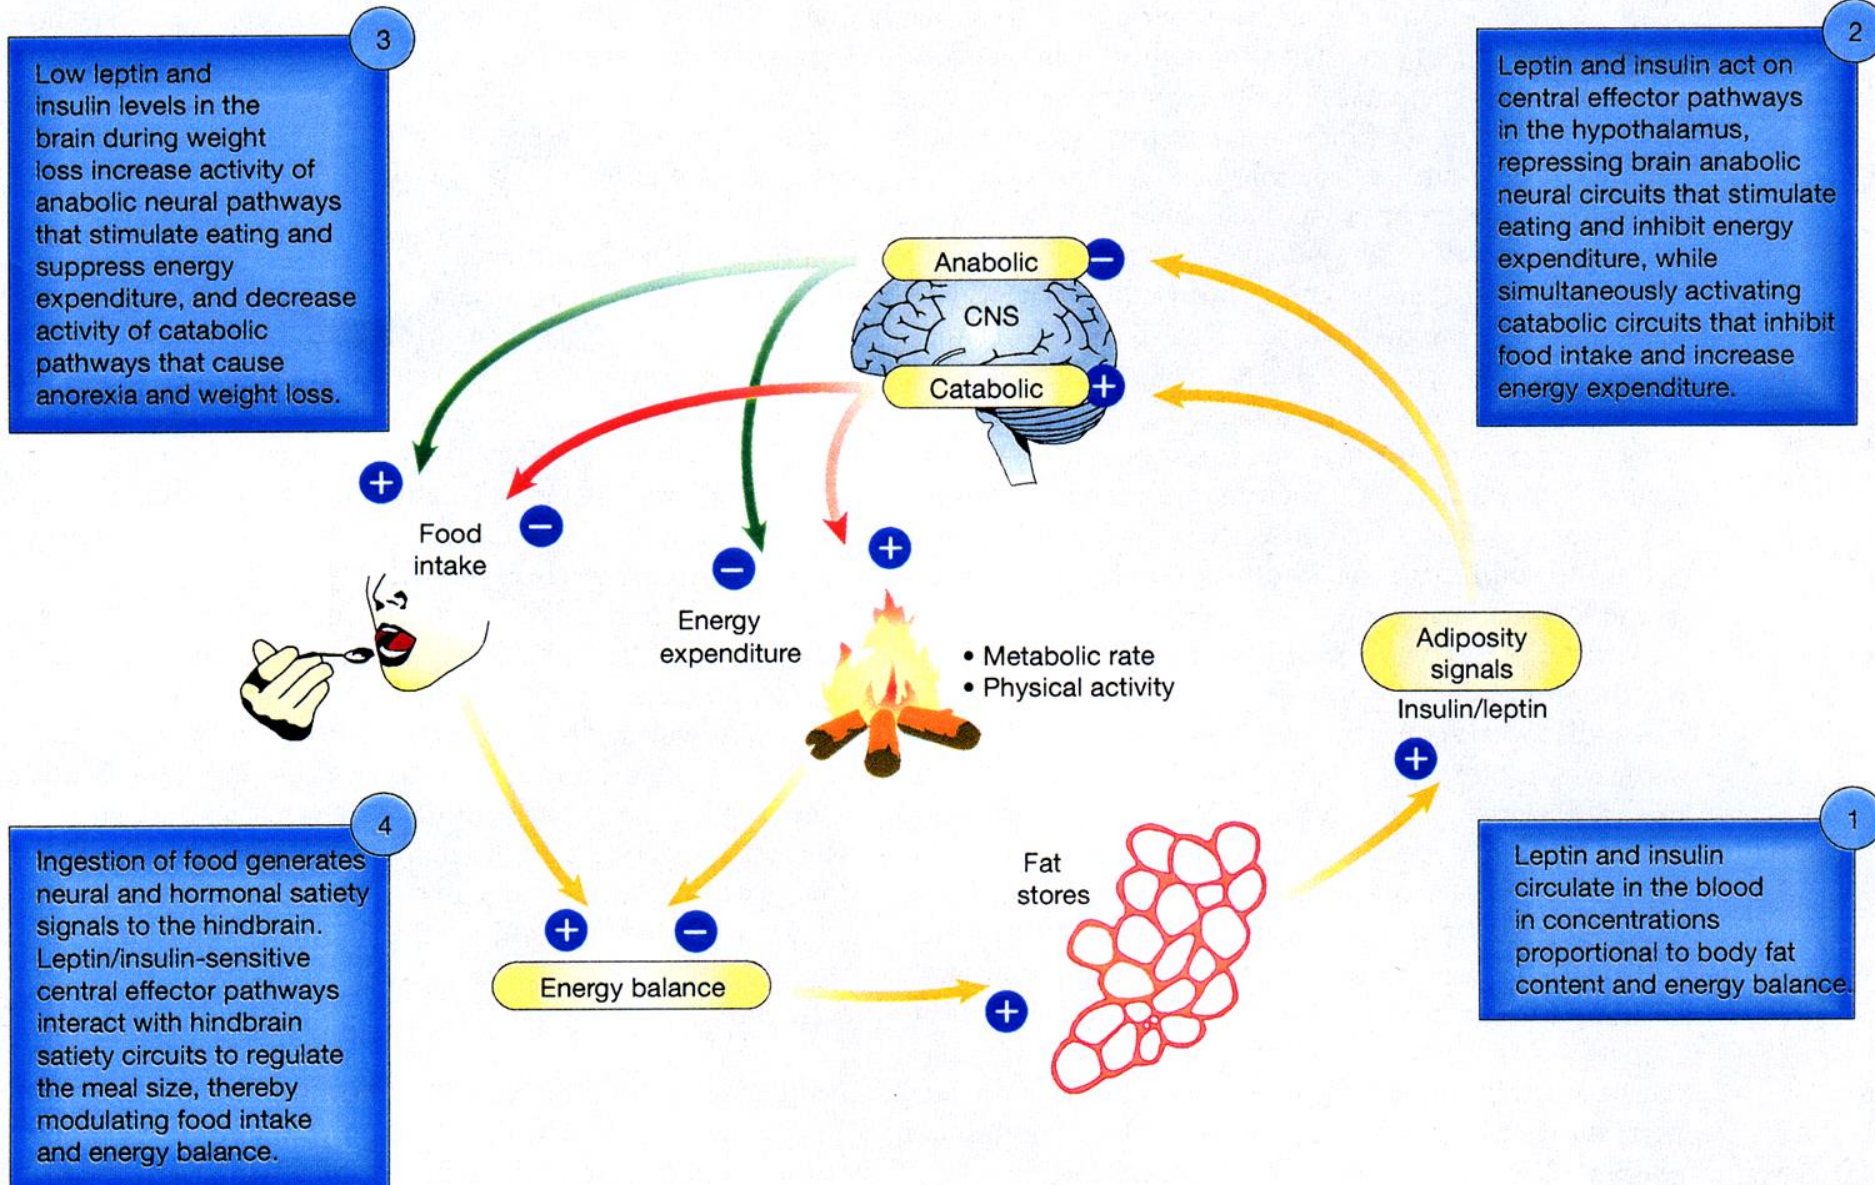 3
Low leptin and
insulin levels in the
brain during weight
loss increase activity of
anabolic neural pathways
that stimulate eating and
suppress energy
expenditure, and decrease
activity of catabolic
pathways that cause
anorexia and weight loss.
2
Leptin and insulin act on
central effector pathways
in the hypothalamus,
repressing brain anabolic
neural circuits that stimulate
eating and inhibit energy
expenditure, while
simultaneously activating
catabolic circuits that inhibit
food intake and increase
energy expenditure.
Anabolic
−
CNS
Catabolic
+
+
Food
intake
−
−
+
Energy
expenditure
• Metabolic rate
• Physical activity
Adiposity
signals
Insulin/leptin
+
4
Ingestion of food generates
neural and hormonal satiety
signals to the hindbrain.
Leptin/insulin-sensitive
central effector pathways
interact with hindbrain
satiety circuits to regulate
the meal size, thereby
modulating food intake
and energy balance.
+
−
Energy balance
+
Fat
stores
1
Leptin and insulin
circulate in the blood
in concentrations
proportional to body fat
content and energy balance.